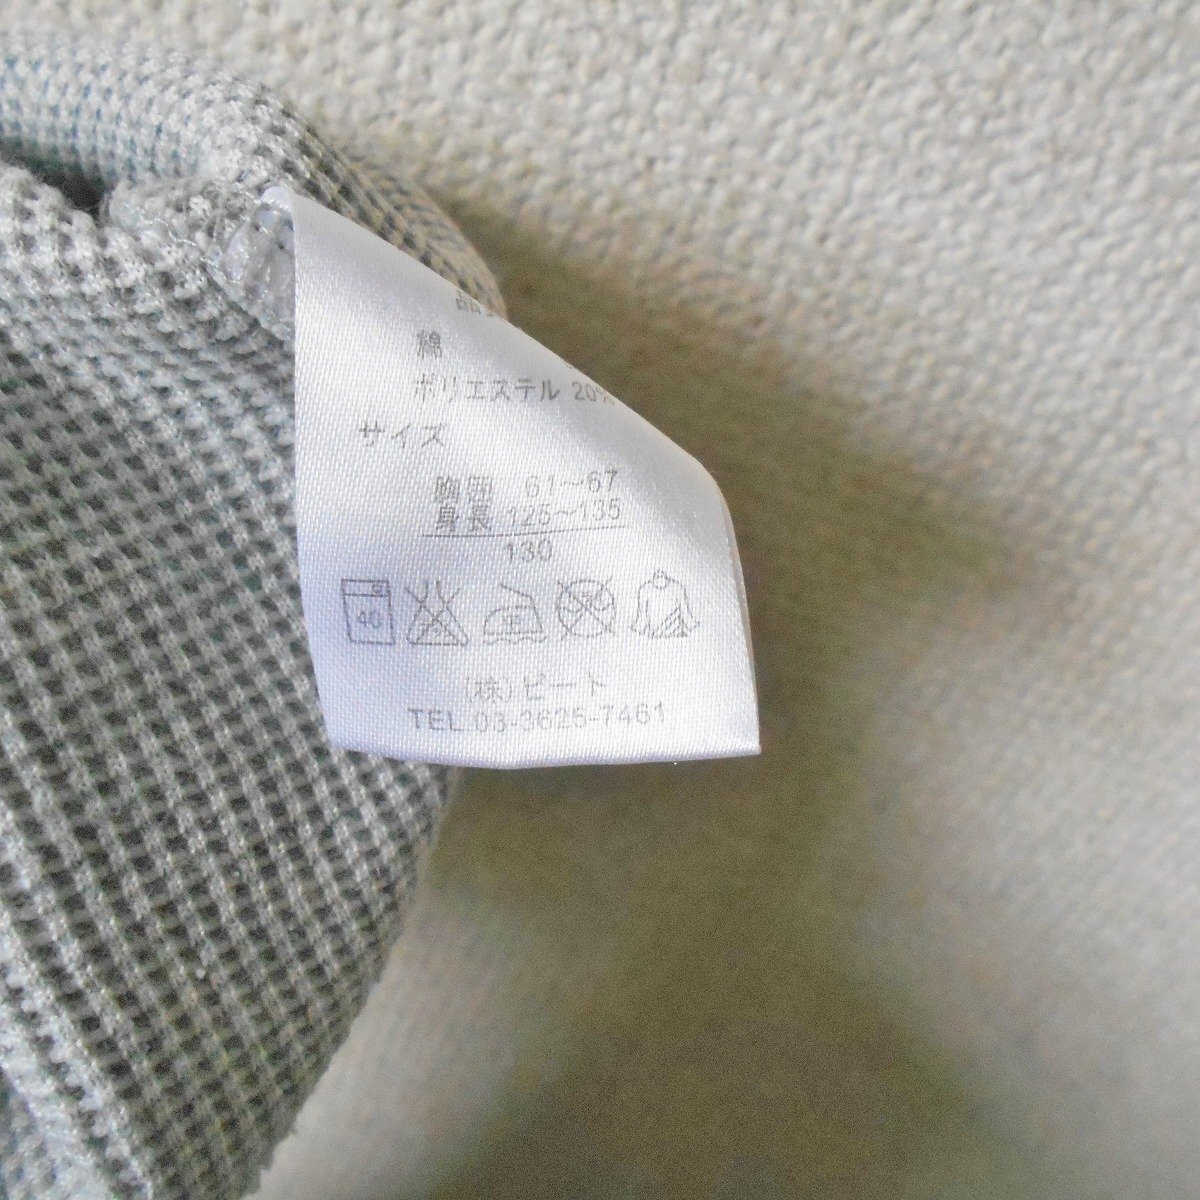 綿
ポリエステル 20%
サイズ
胸囲 61～67
身長 125～135
130
40
(株)ピート
TEL.03-3625-7461